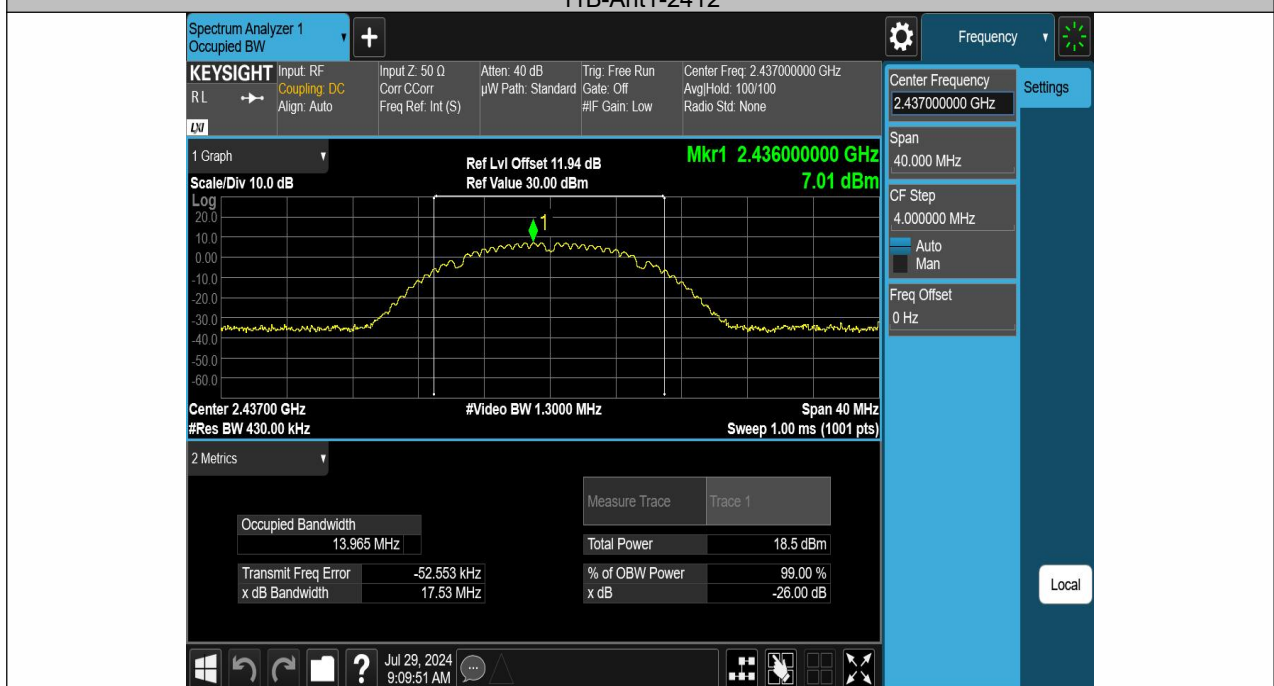 11B-Ant1-2412
Spectrum Analyzer 1
Occupied BW
+
Frequency
KEYSIGHT
RL
LXI
Input: RF
Coupling: DC
Align: Auto
Input Z: 50 Ω
Corr CCorr
Freq Ref: Int (S)
Atten: 40 dB
µW Path: Standard
Trig: Free Run
Gate: Off
#IF Gain: Low
Center Freq: 2.437000000 GHz
Avg|Hold: 100/100
Radio Std: None
Center Frequency
2.437000000 GHz
Settings
Span
40.000 MHz
CF Step
4.000000 MHz
Auto
Man
Freq Offset
0 Hz
1 Graph
Ref Lvl Offset 11.94 dB
Mkr1 2.436000000 GHz
Scale/Div 10.0 dB
Ref Value 30.00 dBm
7.01 dBm
Log
20.0
10.0
0.00
-10.0
-20.0
-30.0
-40.0
-50.0
-60.0
1
Center 2.43700 GHz
#Video BW 1.3000 MHz
Span 40 MHz
#Res BW 430.00 kHz
Sweep 1.00 ms (1001 pts)
2 Metrics
Measure Trace Trace 1
Occupied Bandwidth
13.965 MHz
Total Power 18.5 dBm
Transmit Freq Error -52.553 kHz
% of OBW Power 99.00 %
x dB Bandwidth 17.53 MHz
x dB -26.00 dB
Local
?
Jul 29, 2024
9:09:51 AM